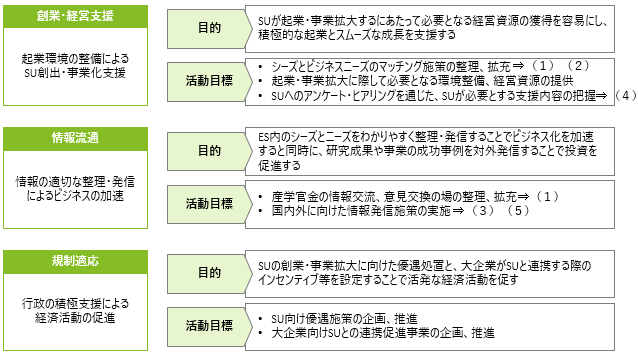 創業・経営支援
起業環境の整備による
SU創出・事業化支援
目的
SUが起業・事業拡大するにあたって必要となる経営資源の獲得を容易にし、
積極的な起業とスムーズな成長を支援する
活動目標
• シーズとビジネスニーズのマッチング施策の整理、拡充⇒（１）（２）
• 起業・事業拡大に際して必要となる環境整備、経営資源の提供
• SUへのアンケート・ヒアリングを通じた、SUが必要とする支援内容の把握⇒（４）
情報流通
情報の適切な整理・発信
によるビジネスの加速
目的
ES内のシーズとニーズをわかりやすく整理・発信することでビジネス化を加速
すると同時に、研究成果や事業の成功事例を対外発信することで投資を
促進する
活動目標
• 産学官金の情報交流、意見交換の場の整理、拡充⇒（１）
• 国内外に向けた情報発信施策の実施⇒（３）（５）
規制適応
行政の積極支援による
経済活動の促進
目的
SUの創業・事業拡大に向けた優遇処置と、大企業がSUと連携する際の
インセンティブ等を設定することで活発な経済活動を促す
活動目標
• SU向け優遇施策の企画、推進
• 大企業向けSUとの連携促進事業の企画、推進